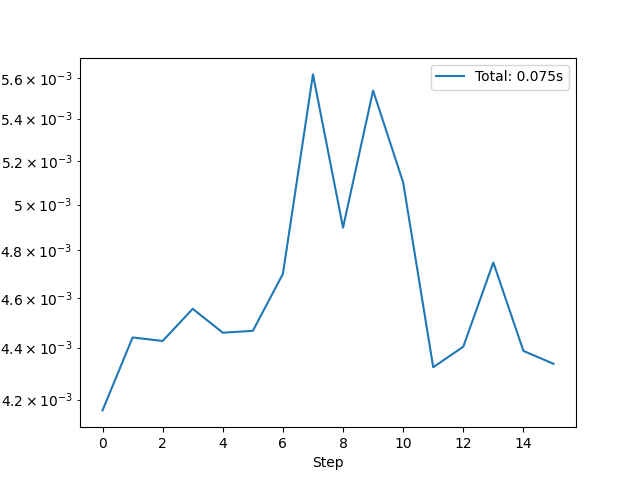 Total: 0.075s
5.6 × 10⁻³
5.4 × 10⁻³
5.2 × 10⁻³
5 × 10⁻³
4.8 × 10⁻³
4.6 × 10⁻³
4.4 × 10⁻³
4.2 × 10⁻³
0 2 4 6 8 10 12 14
Step